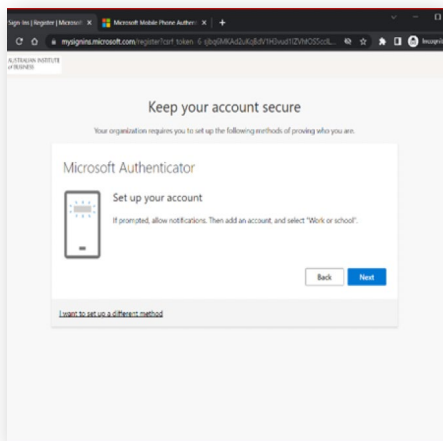 Sign-Ins | Register | Microsoft
Microsoft Mobile Phone Authent
mysignins.microsoft.com/register?csrf_token
Incognito
AUSTRALIAN INSTITUTE
of BUSINESS
Keep your account secure
Your organization requires you to set up the following methods of proving who you are.
Microsoft Authenticator
Set up your account
If prompted, allow notifications. Then add an account, and select "Work or school".
Back
Next
I want to set up a different method